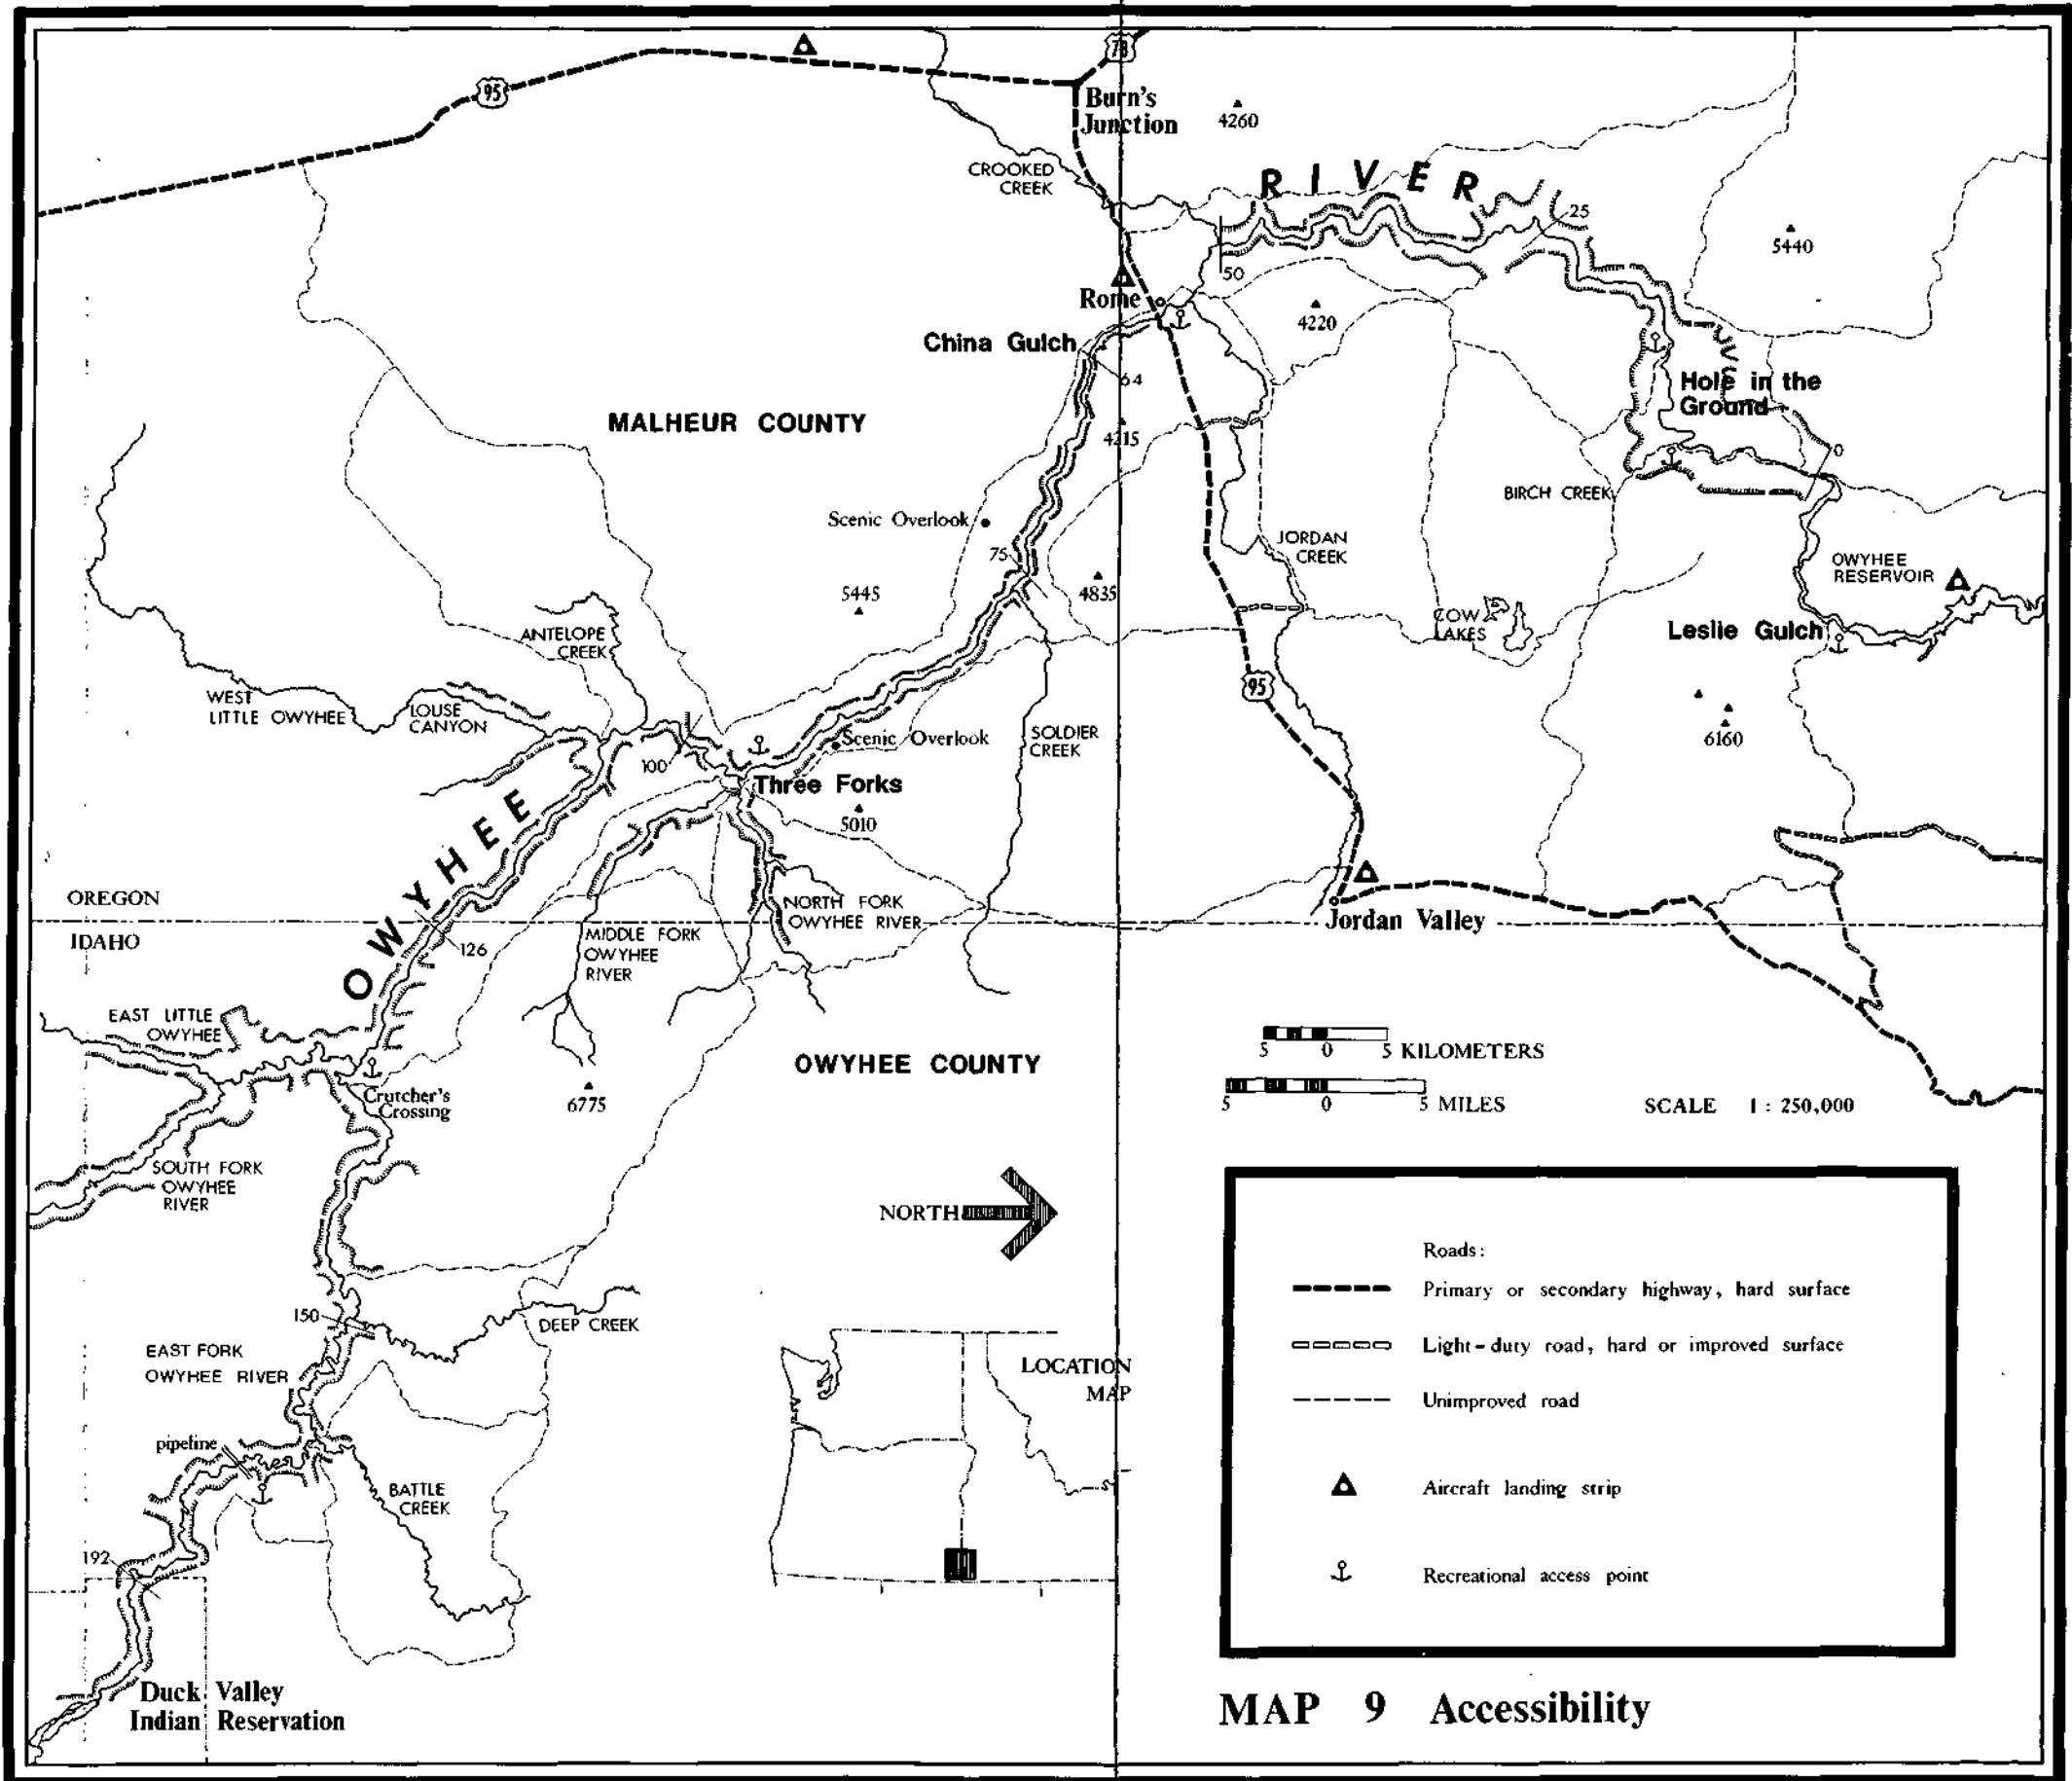 78
95
Burn's
Junction
4260
CROOKED
CREEK
RIVER
25
5440
50
Rome
4220
China Gulch
64
Hole in the
Ground
MALHEUR COUNTY
4215
0
BIRCH CREEK
Scenic Overlook
75
JORDAN
CREEK
OWYHEE
RESERVOIR
5445
4835
COW
LAKES
Leslie Gulch
ANTELOPE
CREEK
95
WEST
LITTLE OWYHEE
LOUSE
CANYON
Scenic Overlook
SOLDIER
CREEK
6160
100
Three Forks
5010
OWYHEE
OREGON
IDAHO
NORTH FORK
OWYHEE RIVER
Jordan Valley
126
MIDDLE FORK
OWYHEE
RIVER
EAST LITTLE
OWYHEE
OWYHEE COUNTY
5 0 5 KILOMETERS
5 0 5 MILES
SCALE 1 : 250,000
Crutcher's
Crossing
6775
SOUTH FORK
OWYHEE
RIVER
NORTH
150
DEEP CREEK
EAST FORK
OWYHEE RIVER
LOCATION
MAP
pipeline
BATTLE
CREEK
192
Duck Valley
Indian Reservation
Roads:
Primary or secondary highway, hard surface
Light-duty road, hard or improved surface
Unimproved road
Aircraft landing strip
Recreational access point
MAP 9 Accessibility